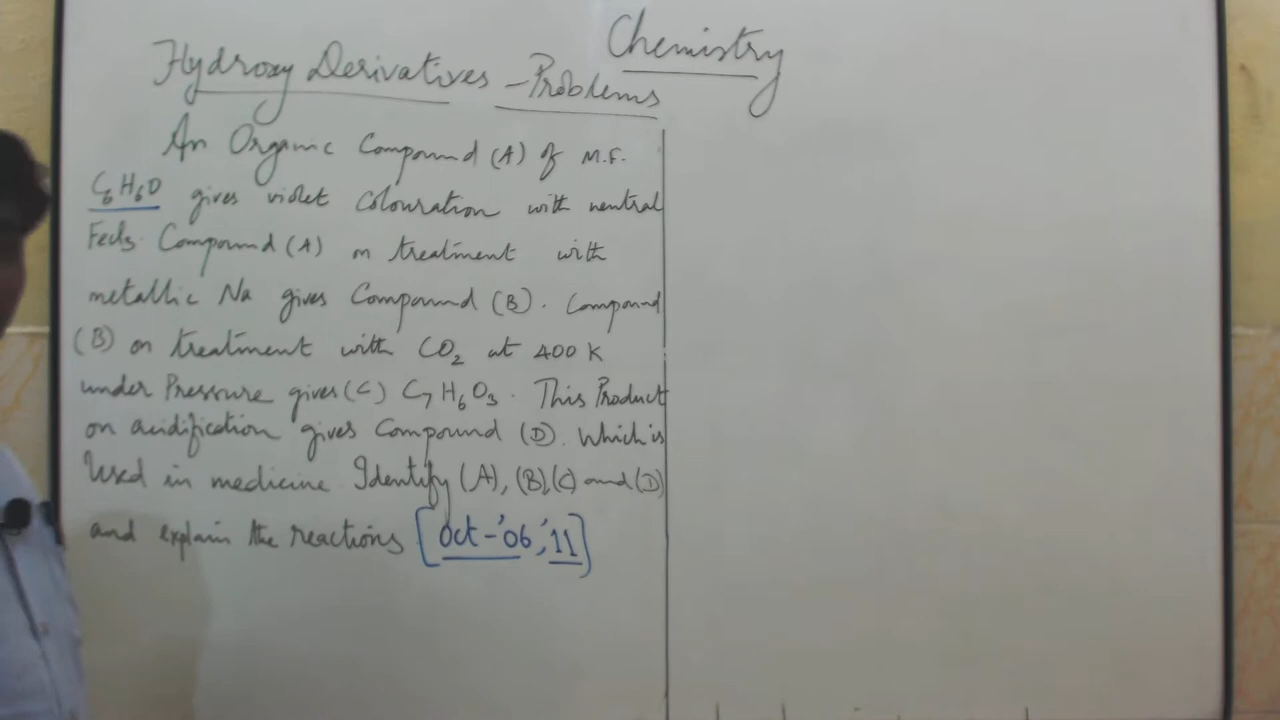 Chemistry
Hydroxy Derivatives - Problems
An Organic Compound (A) of M.F.
C₆H₆O gives violet Colouration with neutral
Fecl₃. Compound (A) on treatment with
metallic Na gives Compound (B). Compound
(B) on treatment with CO₂ at 400 K
under Pressure gives (C) C₇H₆O₃. This Product
on acidification gives Compound (D). Which is
Used in medicine Identify (A), (B), (C) and (D)
and explain the reactions [Oct-'06,'11]